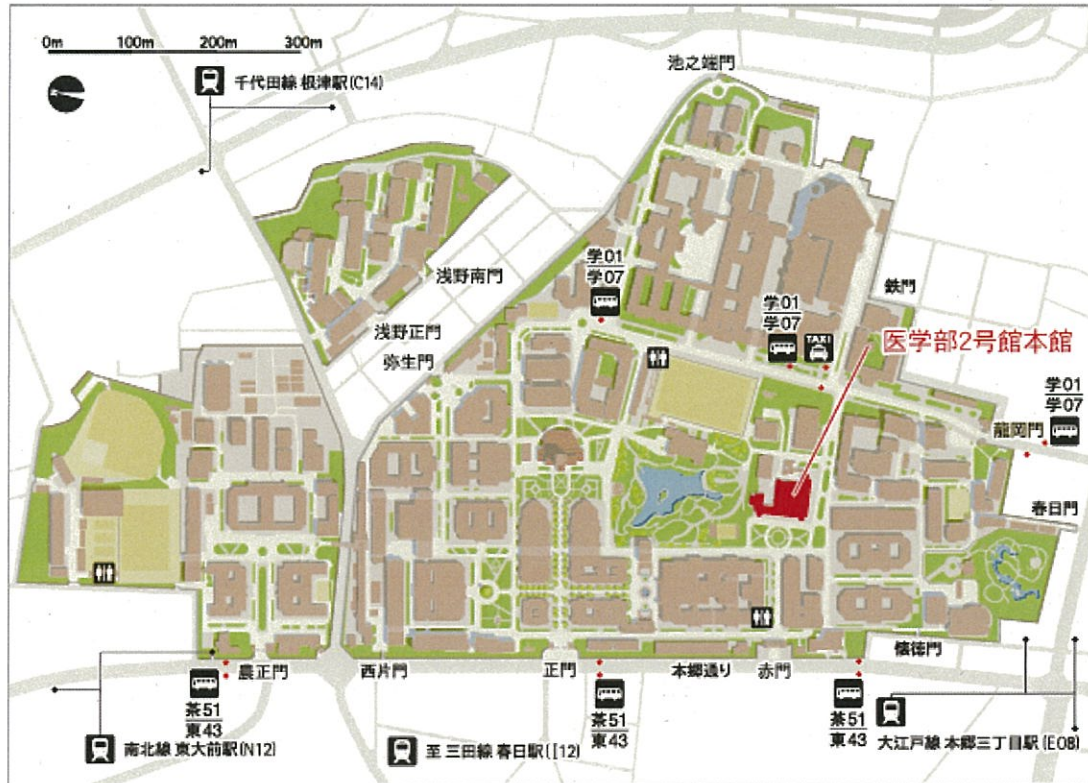 0m 100m 200m 300m
千代田線 根津駅(C14)
池之端門
浅野南門
浅野正門
弥生門
学01
学07
学01
学07
TAXI
鉄門
医学部2号館本館
学01
学07
龍岡門
春日門
懐徳門
農正門
西片門
正門
本郷通り
赤門
茶51
東43
茶51
東43
茶51
東43
南北線 東大前駅(N12)
至 三田線 春日駅(I12)
大江戸線 本郷三丁目駅(E08)